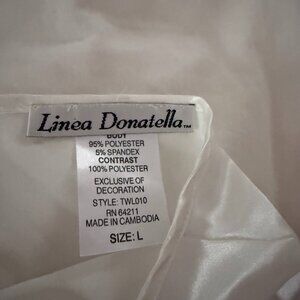 Linea Donatella™
BODY
95% POLYESTER
5% SPANDEX
CONTRAST
100% POLYESTER
EXCLUSIVE OF
DECORATION
STYLE: TWL010
RN 64211
MADE IN CAMBODIA
SIZE: L